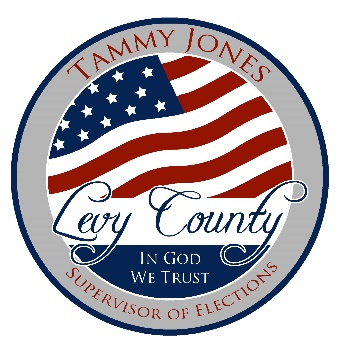 TAMMY JONES
Levy County
IN GOD
WE TRUST
SUPERVISOR OF ELECTIONS